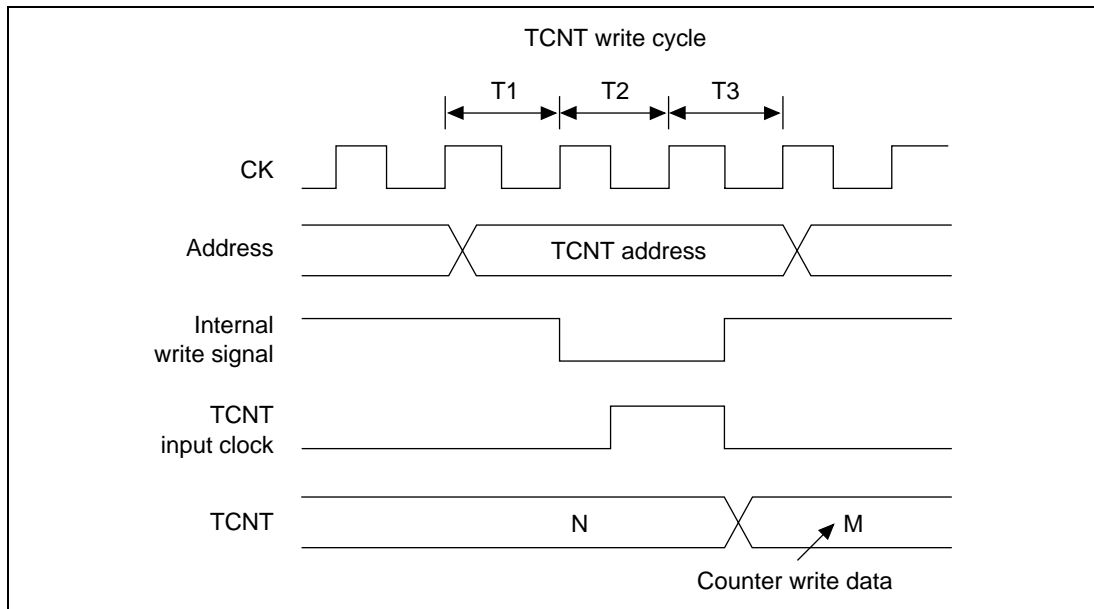 TCNT write cycle
T1 T2 T3
CK
Address
TCNT address
Internal
write signal
TCNT
input clock
TCNT
N
M
Counter write data